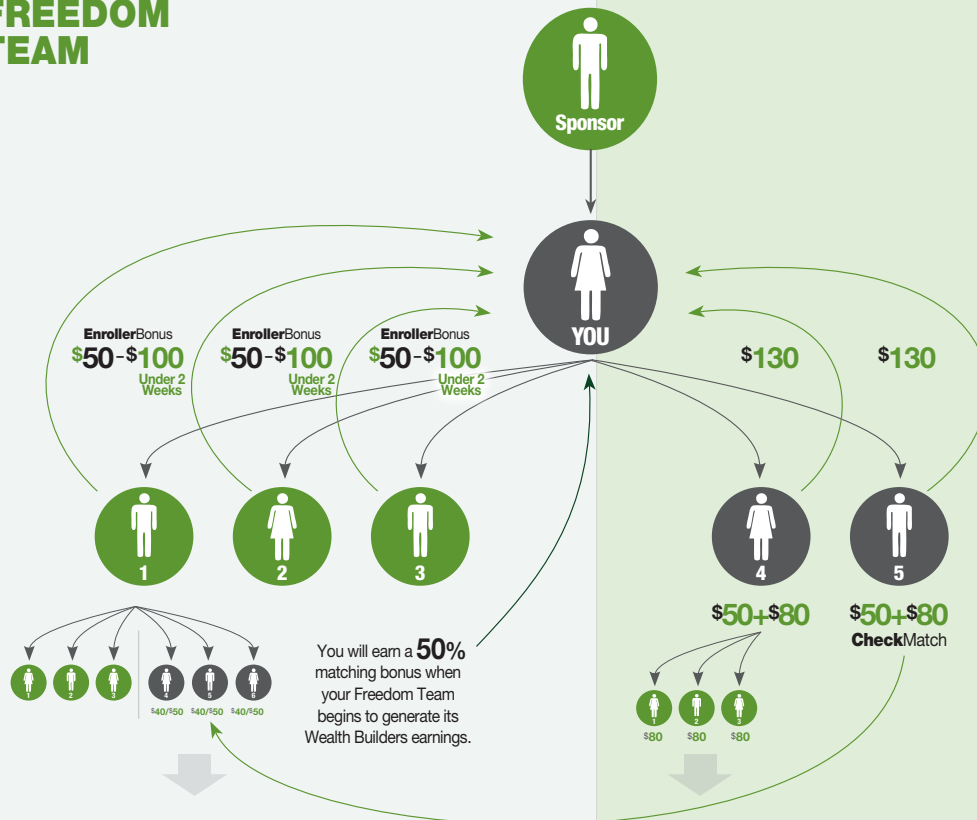 FREEDOM
TEAM
Sponsor
YOU
EnrollerBonus
$50-$100
Under 2
Weeks
EnrollerBonus
$50-$100
Under 2
Weeks
EnrollerBonus
$50-$100
Under 2
Weeks
$130
$130
1
2
3
4
5
$50+$80
$50+$80
CheckMatch
You will earn a 50%
matching bonus when
your Freedom Team
begins to generate its
Wealth Builders earnings.
1
2
3
4
5
6
$40/$50
$40/$50
$40/$50
1
2
3
$80
$80
$80